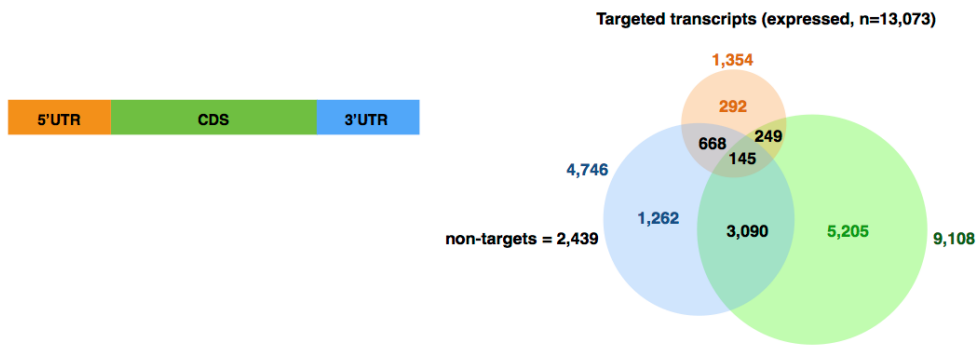 Targeted transcripts (expressed, n=13,073)
1,354
292
5'UTR CDS 3'UTR
668 249
145
4,746
1,262 3,090 5,205
non-targets = 2,439 9,108